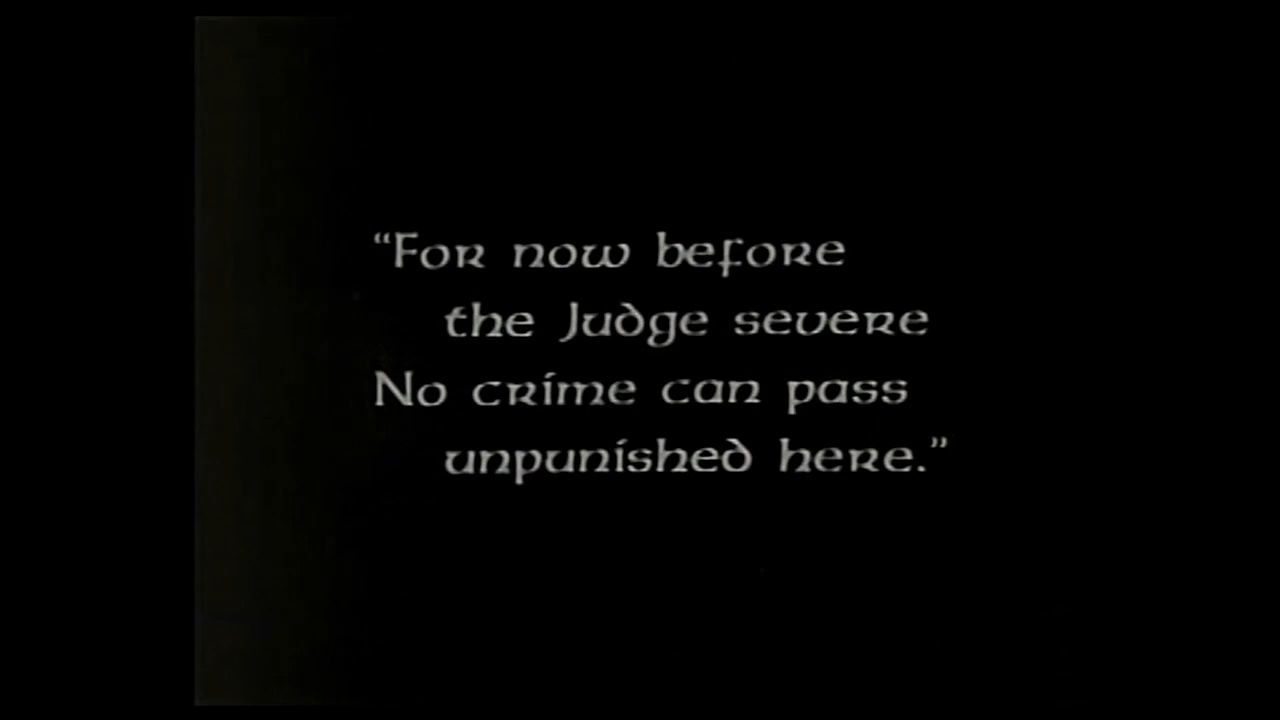 “For now before
the Judge severe
No crime can pass
unpunished here.”